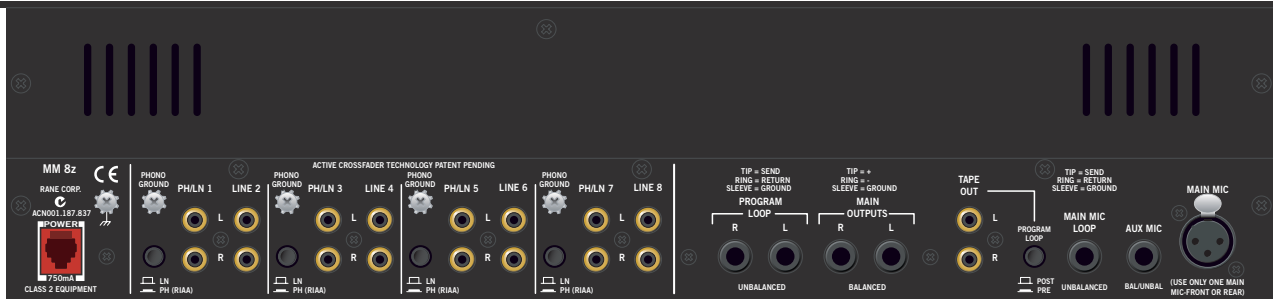 MM 8z
CE
RANE CORP.
ACN001.187.837
POWER
750mA
CLASS 2 EQUIPMENT
ACTIVE CROSSFADER TECHNOLOGY PATENT PENDING
PHONO
GROUND
PH/LN 1
LINE 2
L
R
LN
PH (RIAA)
PHONO
GROUND
PH/LN 3
LINE 4
L
R
LN
PH (RIAA)
PHONO
GROUND
PH/LN 5
LINE 6
L
R
LN
PH (RIAA)
PHONO
GROUND
PH/LN 7
LINE 8
L
R
LN
PH (RIAA)
TIP = SEND
RING = RETURN
SLEEVE = GROUND
PROGRAM
LOOP
R
L
UNBALANCED
TIP = +
RING = -
SLEEVE = GROUND
MAIN
OUTPUTS
R
L
BALANCED
TAPE
OUT
L
R
PROGRAM
LOOP
POST
PRE
TIP = SEND
RING = RETURN
SLEEVE = GROUND
MAIN MIC
LOOP
UNBALANCED
AUX MIC
BAL/UNBAL
MAIN MIC
(USE ONLY ONE MAIN
MIC-FRONT OR REAR)